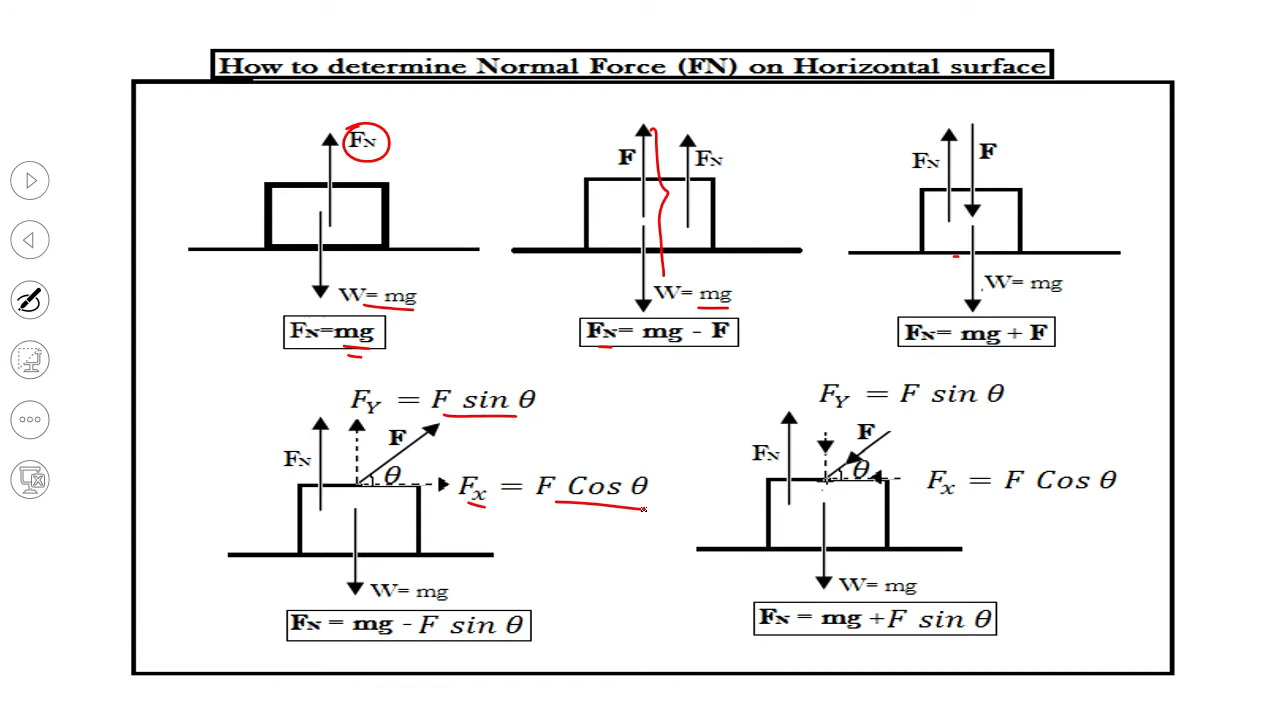 How to determine Normal Force (FN) on Horizontal surface
FN
W= mg
FN=mg
F
FN
W= mg
FN= mg - F
FN
F
W= mg
FN= mg + F
FY = F sin θ
FN
F
θ
Fx = F Cos θ
W= mg
FN = mg - F sin θ
FY = F sin θ
FN
F
θ
Fx = F Cos θ
W= mg
FN = mg +F sin θ